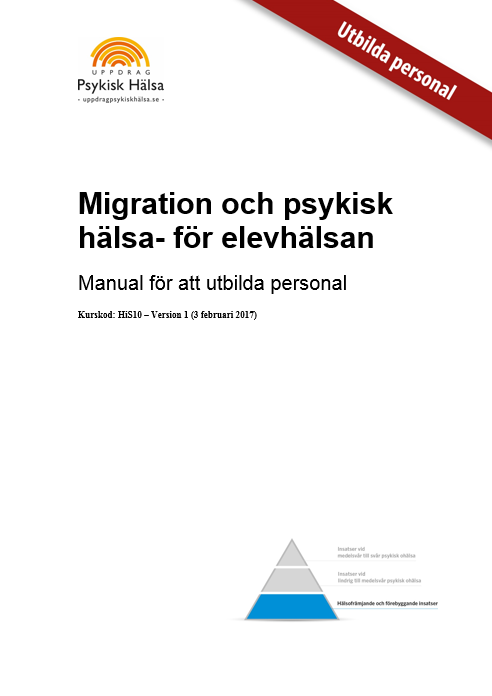 Utbilda personal
UPPDRAG
Psykisk Hälsa
- uppdragpsykiskhälsa.se -
Migration och psykisk
hälsa- för elevhälsan
Manual för att utbilda personal
Kurskod: HiS10 – Version 1 (3 februari 2017)
Insatser vid
medelsvår till svår psykisk ohälsa
Insatser vid
lindrig till medelsvår psykisk ohälsa
Hälsofrämjande och förebyggande insatser